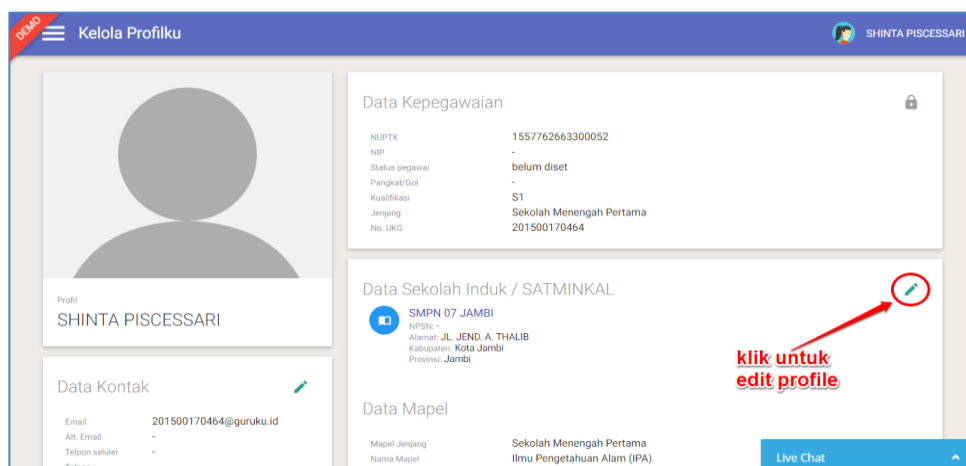 DEMO
Kelola Profilku
SHINTA PISCESSARI
Profil
SHINTA PISCESSARI
Data Kontak
Email 201500170464@guruku.id
Alt. Email -
Telpon seluler -
Telpon
Data Kepegawaian
NUPTK 1557762663300052
NIP -
Status pegawai belum diset
Pangkat/Gol -
Kualifikasi S1
Jenjang Sekolah Menengah Pertama
No. UKG 201500170464
Data Sekolah Induk / SATMINKAL
SMPN 07 JAMBI
NPSN: -
Alamat: JL. JEND. A. THALIB
Kabupaten: Kota Jambi
Provinsi: Jambi
klik untuk
edit profile
Data Mapel
Mapel Jenjang Sekolah Menengah Pertama
Nama Mapel Ilmu Pengetahuan Alam (IPA)
Live Chat